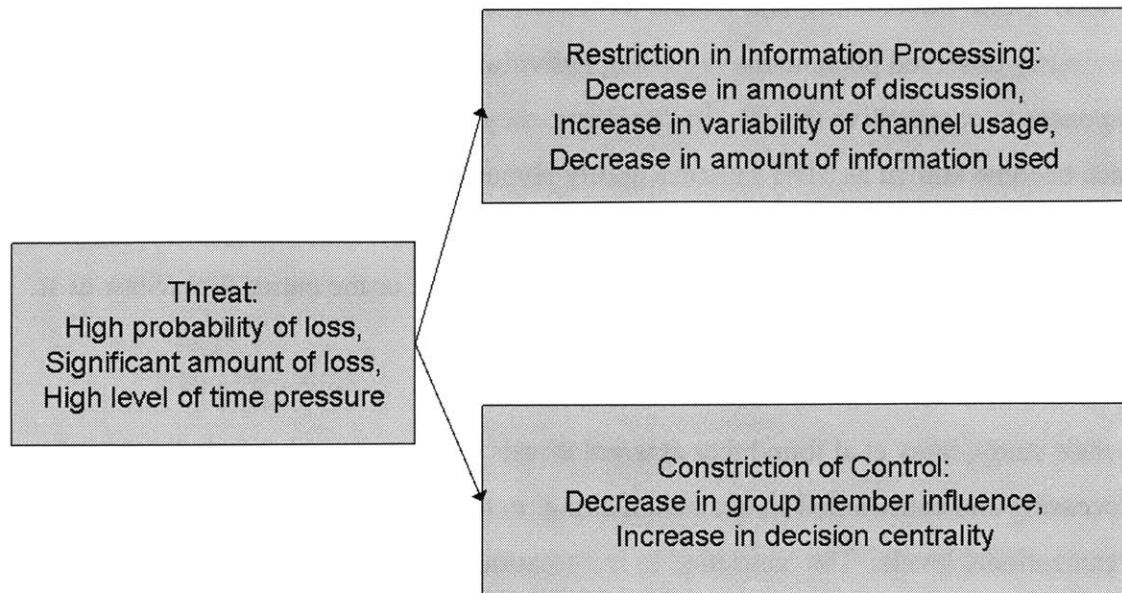 Restriction in Information Processing:
Decrease in amount of discussion,
Increase in variability of channel usage,
Decrease in amount of information used
Threat:
High probability of loss,
Significant amount of loss,
High level of time pressure
Constriction of Control:
Decrease in group member influence,
Increase in decision centrality